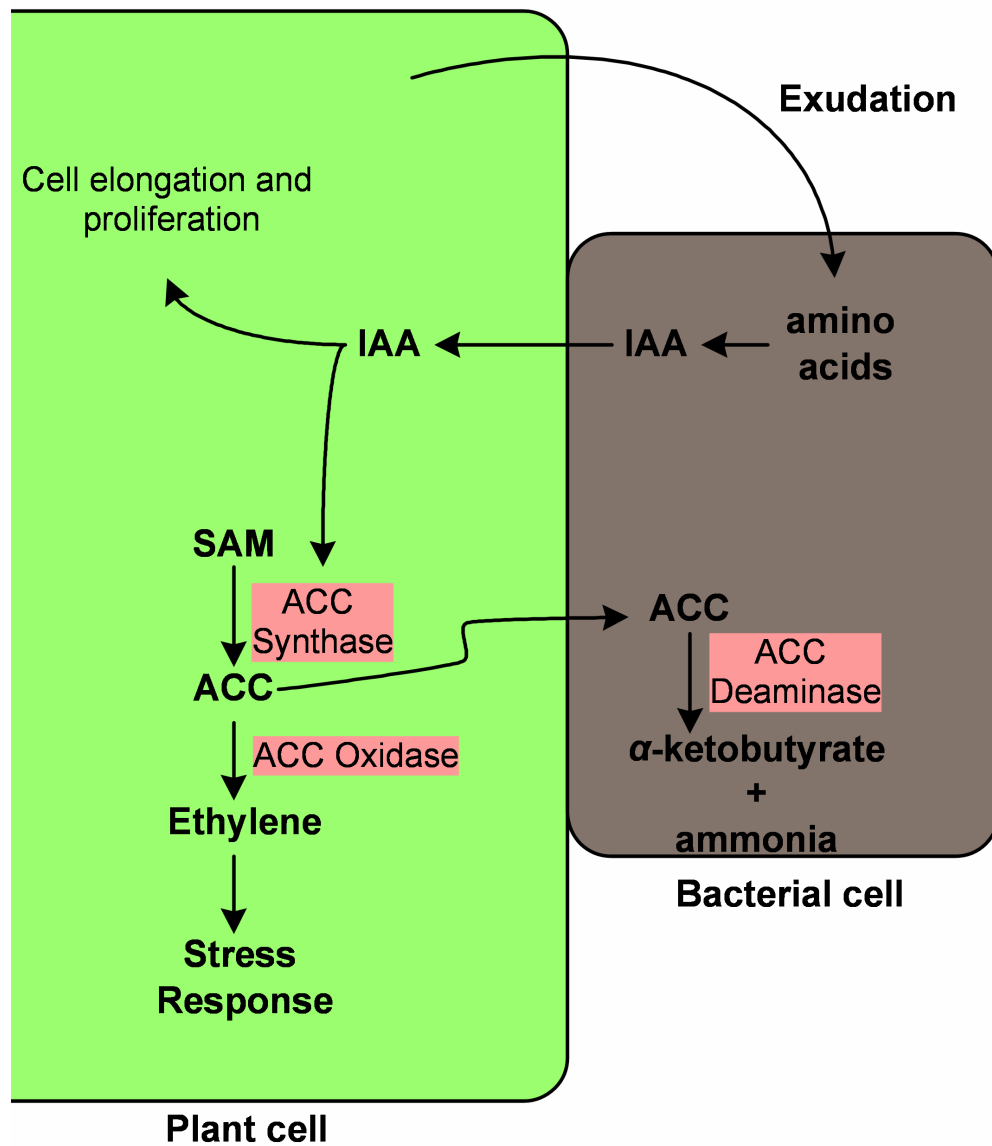 Exudation
Cell elongation and
proliferation
IAA
IAA
amino
acids
SAM
ACC
Synthase
ACC
ACC Oxidase
Ethylene
Stress
Response
ACC
ACC
Deaminase
α-ketobutyrate
+
ammonia
Bacterial cell
Plant cell